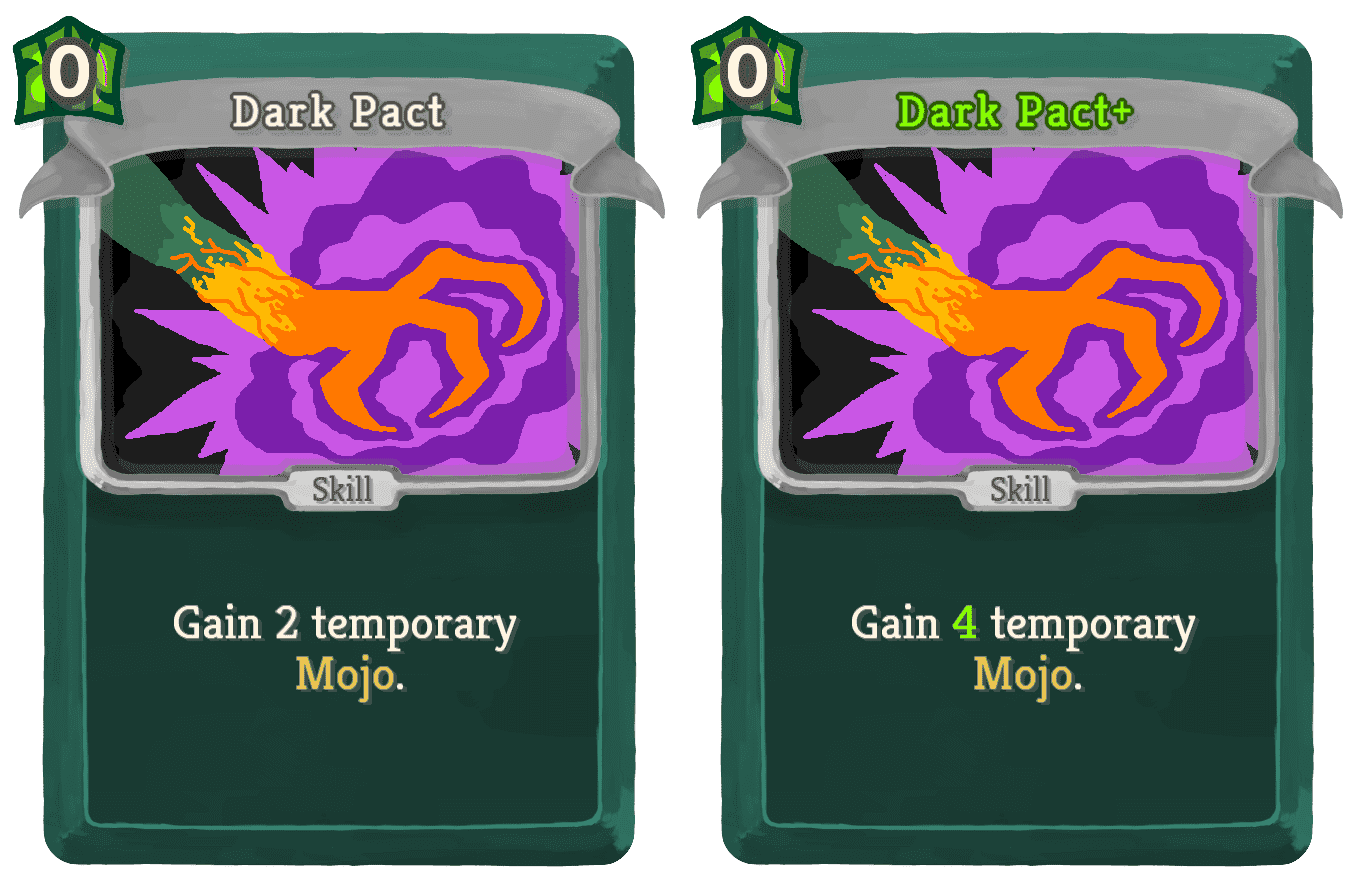 0
Dark Pact
Skill
Gain 2 temporary
Mojo.
0
Dark Pact+
Skill
Gain 4 temporary
Mojo.